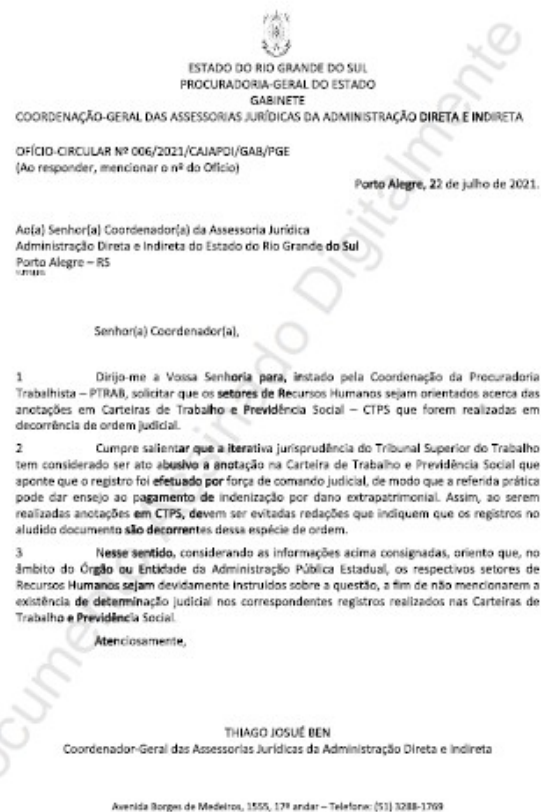 ESTADO DO RIO GRANDE DO SUL
PROCURADORIA-GERAL DO ESTADO
GABINETE
COORDENAÇÃO-GERAL DAS ASSESSORIAS JURÍDICAS DA ADMINISTRAÇÃO DIRETA E INDIRETA
OFÍCIO-CIRCULAR Nº 006/2021/CAJAPDI/GAB/PGE
(Ao responder, mencionar o nº do Ofício)
Porto Alegre, 22 de julho de 2021.
Ao(a) Senhor(a) Coordenador(a) da Assessoria Jurídica
Administração Direta e Indireta do Estado do Rio Grande do Sul
Porto Alegre – RS
Senhor(a) Coordenador(a),
1 Dirijo-me a Vossa Senhoria para, instado pela Coordenação da Procuradoria
Trabalhista – PTRAB, solicitar que os setores de Recursos Humanos sejam orientados acerca das
anotações em Carteiras de Trabalho e Previdência Social – CTPS que forem realizadas em
decorrência de ordem judicial.
2 Cumpre salientar que a iterativa jurisprudência do Tribunal Superior do Trabalho
tem considerado ser ato abusivo a anotação na Carteira de Trabalho e Previdência Social que
aponte que o registro foi efetuado por força de comando judicial, de modo que a referida prática
pode dar ensejo ao pagamento de indenização por dano extrapatrimonial. Assim, ao serem
realizadas anotações em CTPS, devem ser evitadas redações que indiquem que os registros no
aludido documento são decorrentes dessa espécie de ordem.
3 Nesse sentido, considerando as informações acima consignadas, oriento que, no
âmbito do Órgão ou Entidade da Administração Pública Estadual, os respectivos setores de
Recursos Humanos sejam devidamente instruídos sobre a questão, a fim de não mencionarem a
existência de determinação judicial nos correspondentes registros realizados nas Carteiras de
Trabalho e Previdência Social.
Atenciosamente,
THIAGO JOSUÉ BEN
Coordenador-Geral das Assessorias Jurídicas da Administração Direta e Indireta
Avenida Borges de Medeiros, 1555, 17º andar – Telefone: (51) 3288-1769
Documento Assinado Digitalmente